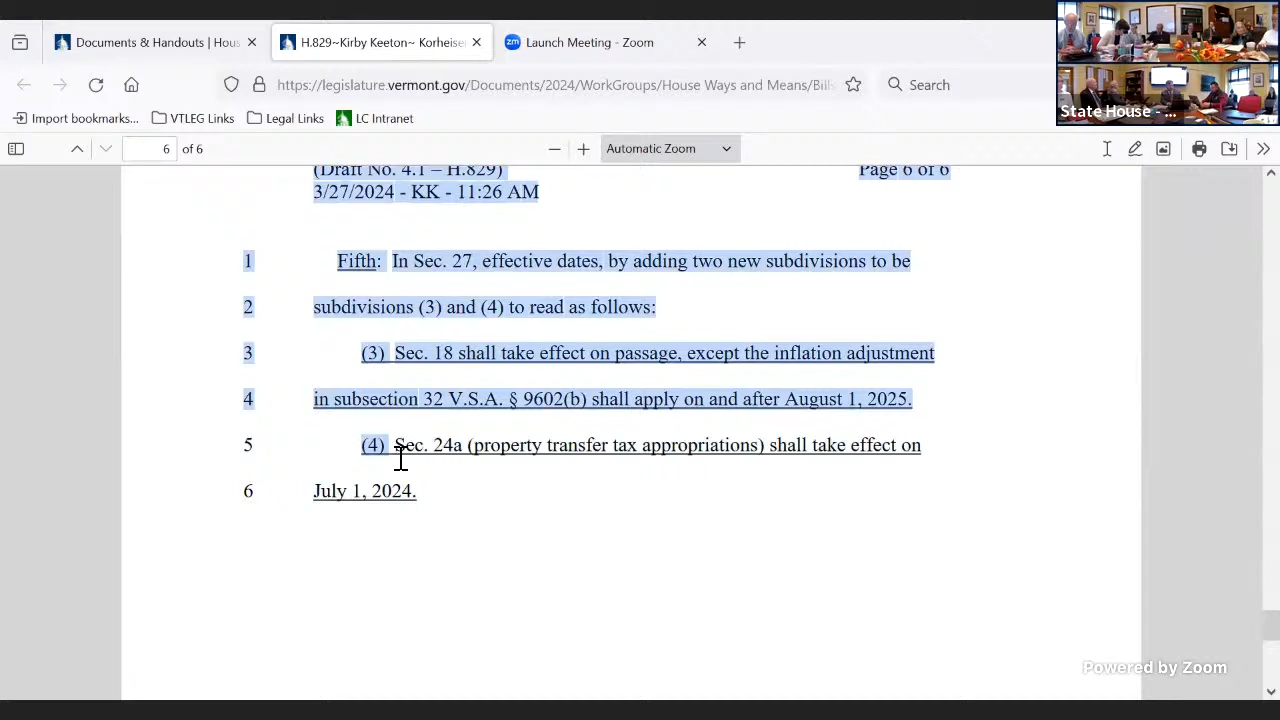 Documents & Handouts | Hous
H.829~Kirby Keeton~ Korheise
Launch Meeting - Zoom
https://legislature.vermont.gov/Documents/2024/WorkGroups/House Ways and Means/Bills
Search
Import bookmarks...
VTLEG Links
Legal Links
LC Intranet
State House - ...
6 of 6
Automatic Zoom
(Draft No. 4.1 – H.829) Page 6 of 6
3/27/2024 - KK - 11:26 AM
1 Fifth: In Sec. 27, effective dates, by adding two new subdivisions to be
2 subdivisions (3) and (4) to read as follows:
3 (3) Sec. 18 shall take effect on passage, except the inflation adjustment
4 in subsection 32 V.S.A. § 9602(b) shall apply on and after August 1, 2025.
5 (4) Sec. 24a (property transfer tax appropriations) shall take effect on
6 July 1, 2024.
Powered by Zoom